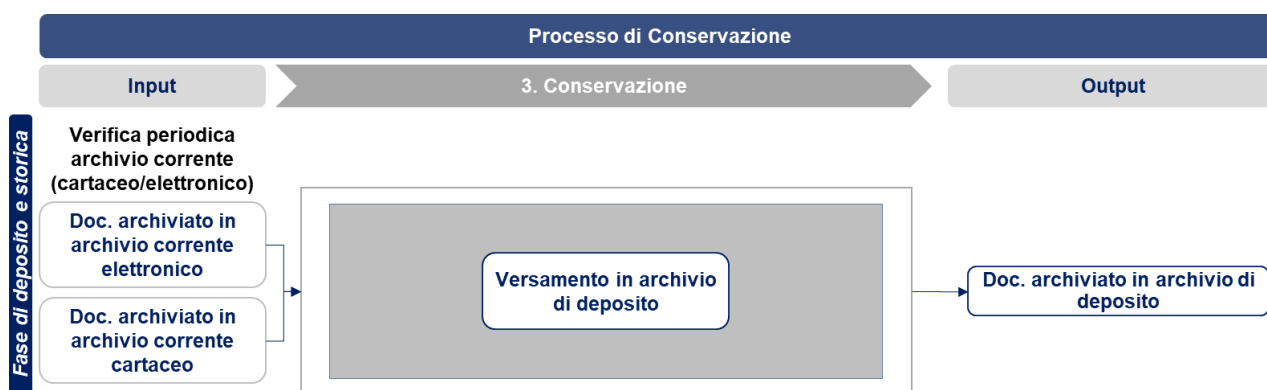 Processo di Conservazione
Input
3. Conservazione
Output
Fase di deposito e storica
Verifica periodica
archivio corrente
(cartaceo/elettronico)
Doc. archiviato in
archivio corrente
elettronico
Doc. archiviato in
archivio corrente
cartaceo
Versamento in archivio
di deposito
Doc. archiviato in archivio di
deposito